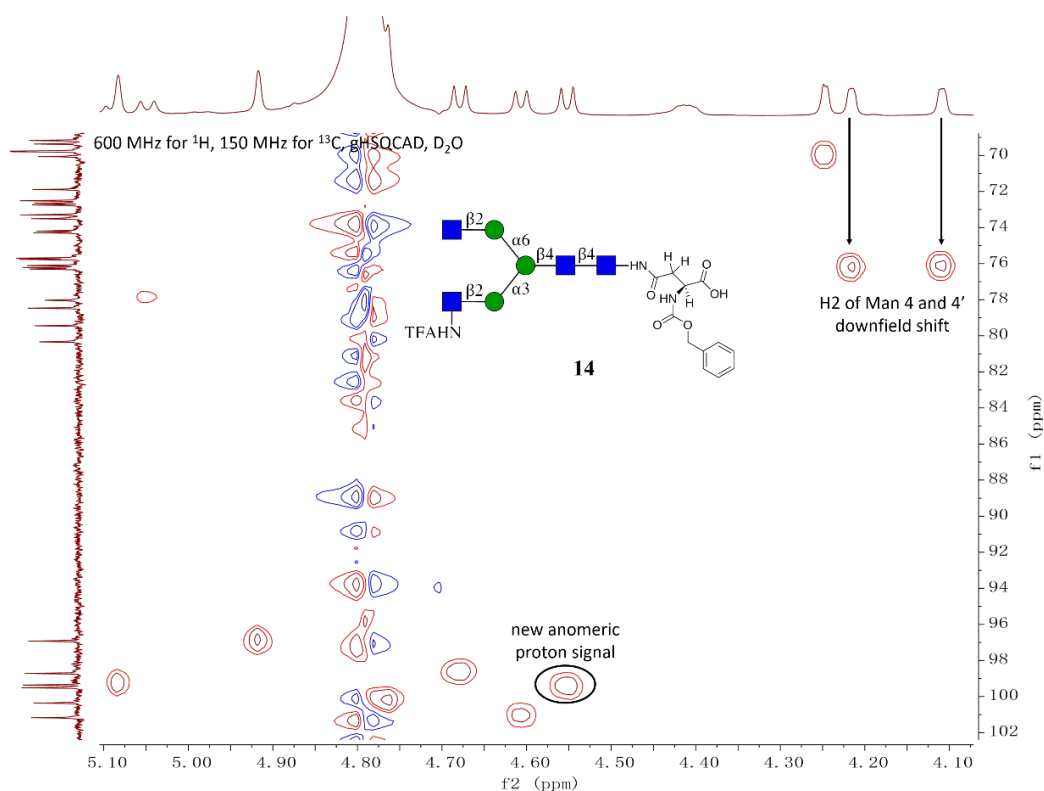 600 MHz for ¹H, 150 MHz for ¹³C, gHSQCAD, D₂O
β2
α6
β4
β4
HN
H
H
O
OH
O
HN
H
O
O
β2
α3
TFAHN
14
H2 of Man 4 and 4’
downfield shift
new anomeric
proton signal
70
72
74
76
78
80
82
84
86
88
90
92
94
96
98
100
102
f1 (ppm)
5.10 5.00 4.90 4.80 4.70 4.60 4.50 4.40 4.30 4.20 4.10
f2 (ppm)